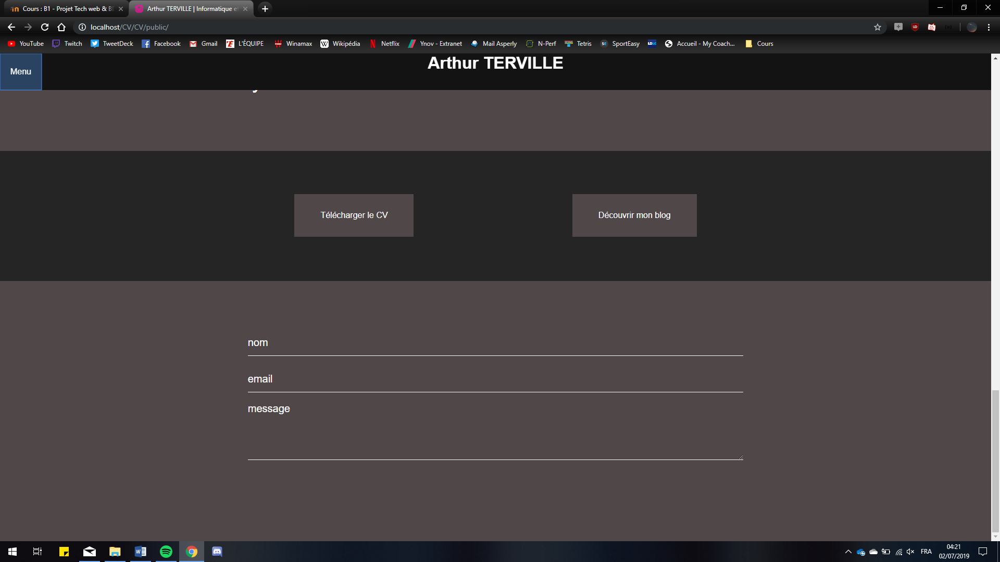 Cours : B1 - Projet Tech web &
Arthur TERVILLE | Informatique
localhost/CV/CV/public/
YouTube
Twitch
TweetDeck
Facebook
Gmail
L'ÉQUIPE
Winamax
Wikipédia
Netflix
Ynov - Extranet
Mail Asperly
N-Perf
Tetris
SportEasy
Accueil - My Coach...
Cours
Menu
Arthur TERVILLE
Télécharger le CV
Découvrir mon blog
nom
email
message
FRA
04:21
02/07/2019